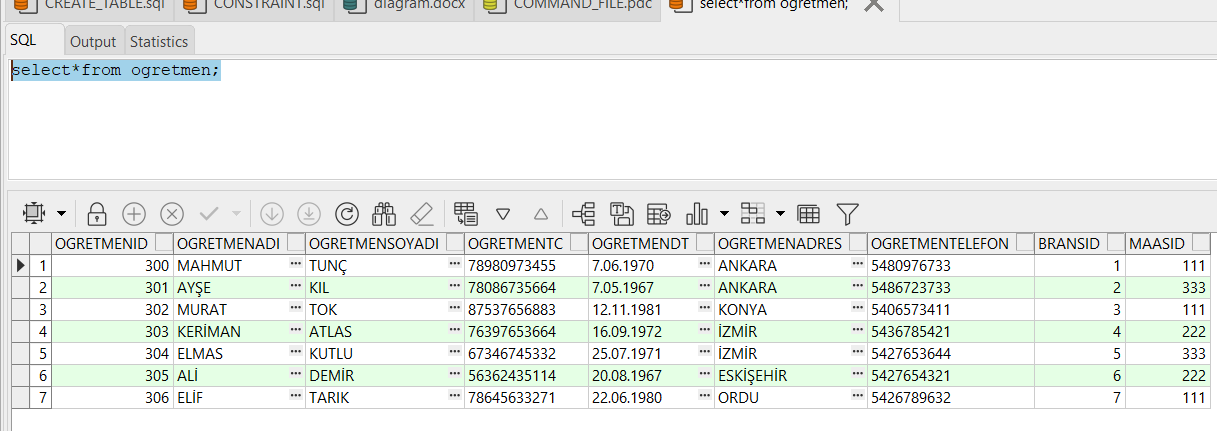 CREATE_TABLE.sql CONSTRAINT.sql diagram.docx COMMAND_FILE.pdc select*from ogretmen;
SQL Output Statistics
select*from ogretmen;
OGRETMENID OGRETMENADI OGRETMENSOYADI OGRETMENTC OGRETMENDT OGRETMENADRES OGRETMENTELEFON BRANSID MAASID
1 300 MAHMUT ... TUNÇ ... 78980973455 7.06.1970 ... ANKARA ... 5480976733 1 111
2 301 AYŞE ... KIL ... 78086735664 7.05.1967 ... ANKARA ... 5486723733 2 333
3 302 MURAT ... TOK ... 87537656883 12.11.1981 ... KONYA ... 5406573411 3 111
4 303 KERİMAN ... ATLAS ... 76397653664 16.09.1972 ... İZMİR ... 5436785421 4 222
5 304 ELMAS ... KUTLU ... 67346745332 25.07.1971 ... İZMİR ... 5427653644 5 333
6 305 ALİ ... DEMİR ... 56362435114 20.08.1967 ... ESKİŞEHİR ... 5427654321 6 222
7 306 ELİF ... TARIK ... 78645633271 22.06.1980 ... ORDU ... 5426789632 7 111